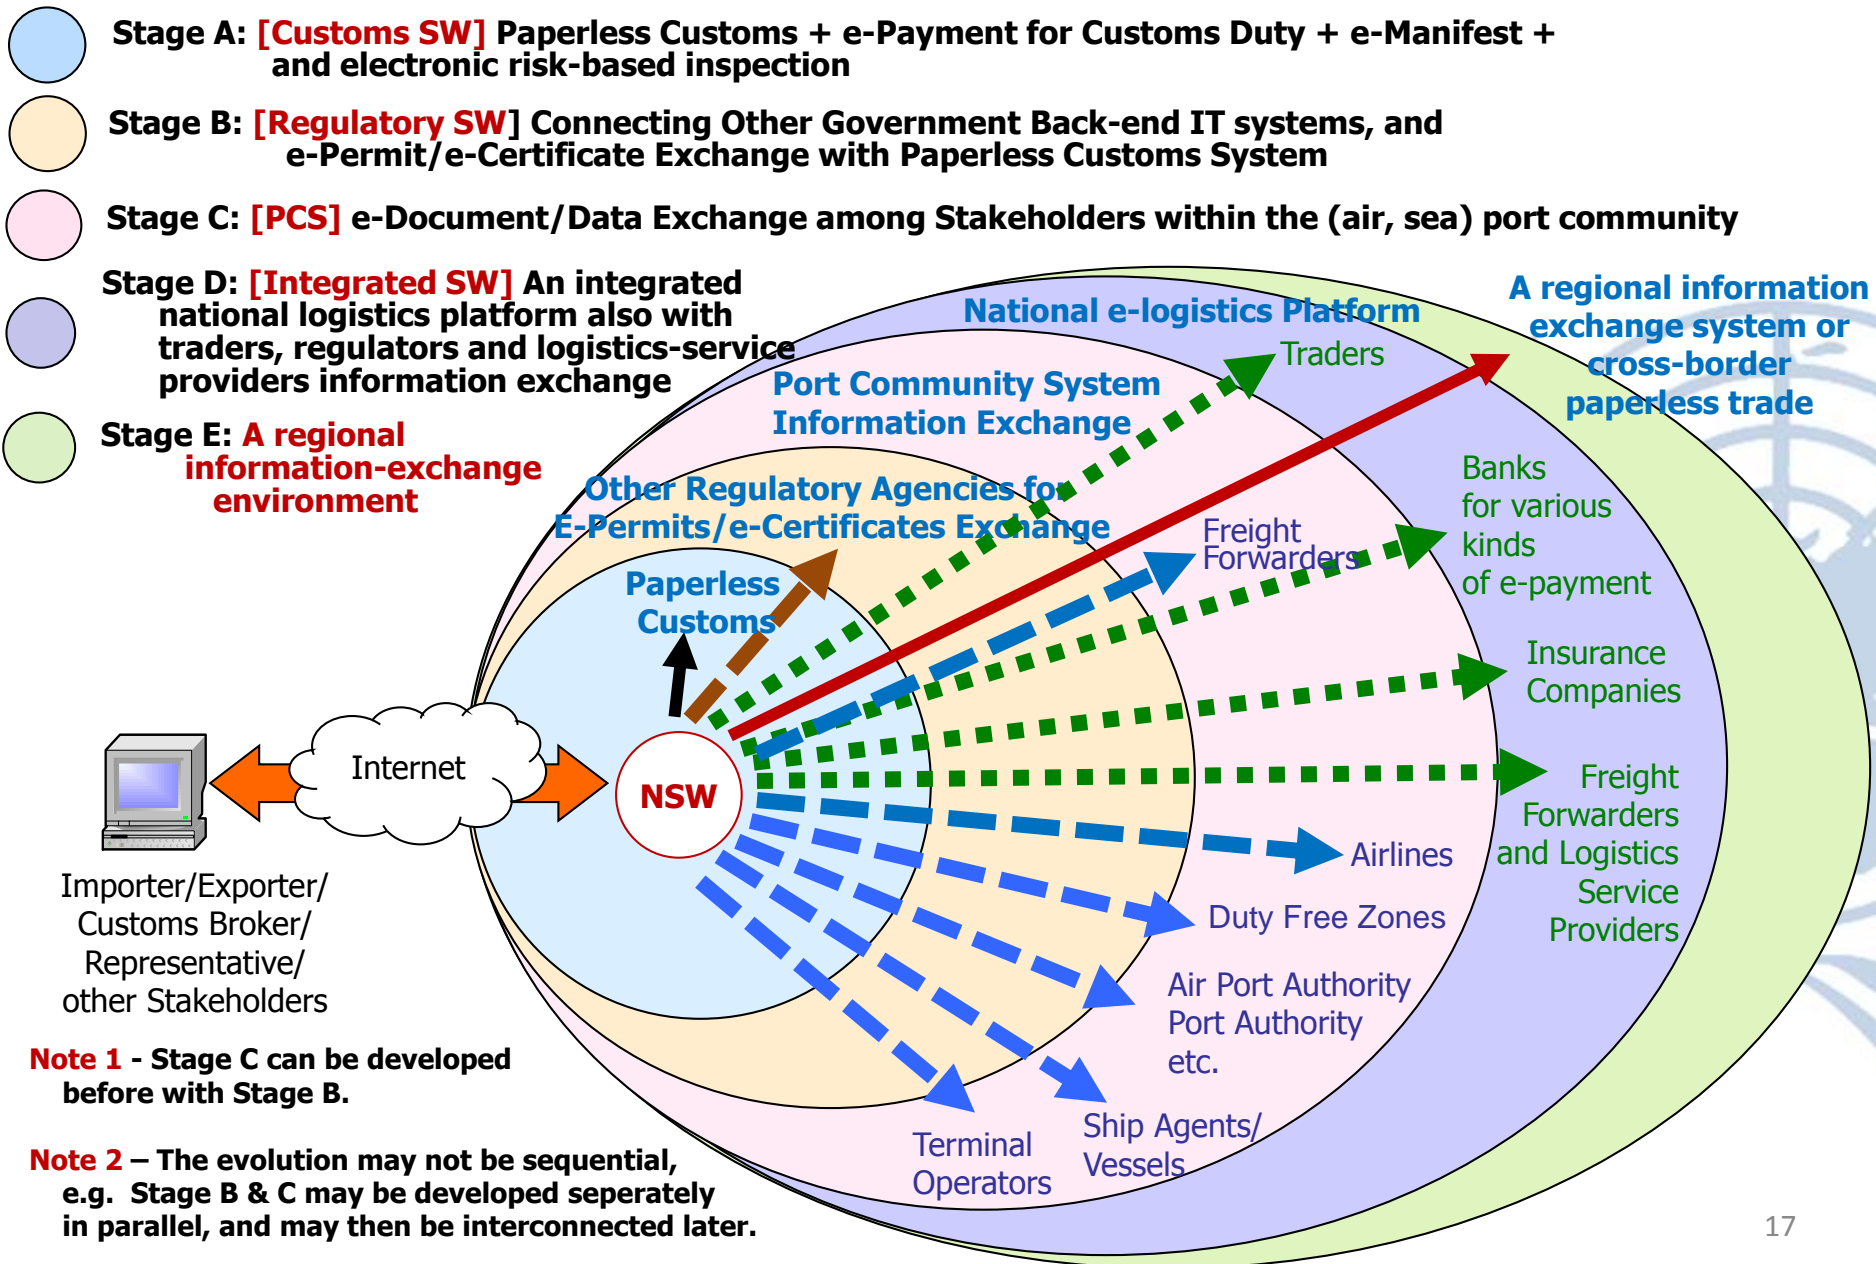 Stage A: [Customs SW] Paperless Customs + e-Payment for Customs Duty + e-Manifest +
and electronic risk-based inspection
Stage B: [Regulatory SW] Connecting Other Government Back-end IT systems, and
e-Permit/e-Certificate Exchange with Paperless Customs System
Stage C: [PCS] e-Document/Data Exchange among Stakeholders within the (air, sea) port community
Stage D: [Integrated SW] An integrated
national logistics platform also with
traders, regulators and logistics-service
providers information exchange
Stage E: A regional
information-exchange
environment
National e-logistics Platform
A regional information
exchange system or
cross-border
paperless trade
Traders
Port Community System
Information Exchange
Banks
for various
kinds
of e-payment
Other Regulatory Agencies for
E-Permits/e-Certificates Exchange
Freight
Forwarders
Paperless
Customs
Insurance
Companies
Internet
NSW
Freight
Forwarders
and Logistics
Service
Providers
Airlines
Importer/Exporter/
Customs Broker/
Representative/
other Stakeholders
Duty Free Zones
Air Port Authority
Port Authority
etc.
Ship Agents/
Vessels
Terminal
Operators
Note 1 - Stage C can be developed
before with Stage B.
Note 2 – The evolution may not be sequential,
e.g. Stage B & C may be developed seperately
in parallel, and may then be interconnected later.
17